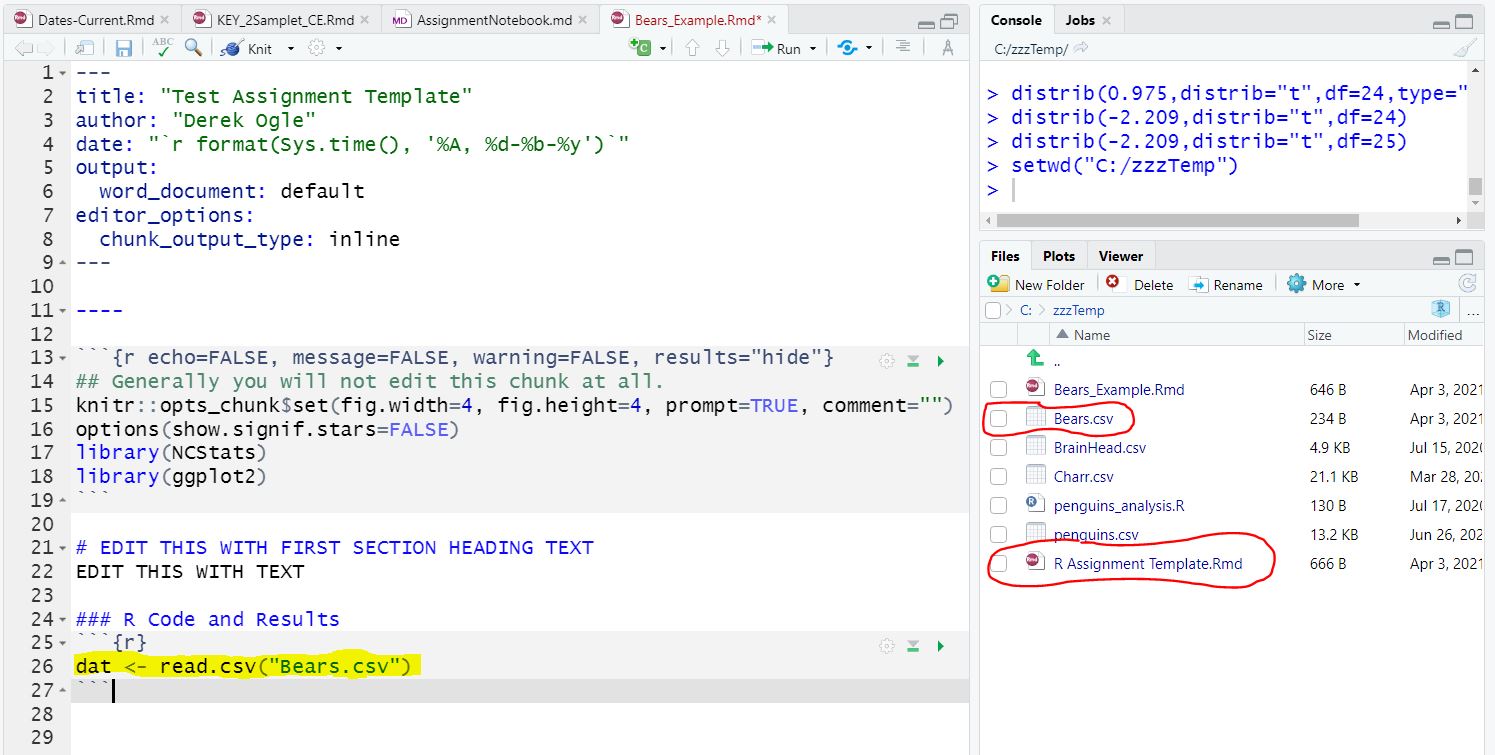 Dates-Current.Rmd × KEY_2Samplet_CE.Rmd × MD AssignmentNotebook.md × Bears_Example.Rmd* ×
ABC Knit Run
1 ---
2 title: "Test Assignment Template"
3 author: "Derek Ogle"
4 date: "`r format(Sys.time(), '%A, %d-%b-%y')`"
5 output:
6   word_document: default
7 editor_options:
8   chunk_output_type: inline
9 ---
10
11 ----
12
13 ```{r echo=FALSE, message=FALSE, warning=FALSE, results="hide"}
14 ## Generally you will not edit this chunk at all.
15 knitr::opts_chunk$set(fig.width=4, fig.height=4, prompt=TRUE, comment="")
16 options(show.signif.stars=FALSE)
17 library(NCStats)
18 library(ggplot2)
19 ```
20
21 # EDIT THIS WITH FIRST SECTION HEADING TEXT
22 EDIT THIS WITH TEXT
23
24 ### R Code and Results
25 ```{r}
26 dat <- read.csv("Bears.csv")
27 ```
28
29
Console Jobs ×
C:/zzzTemp/
> distrib(0.975,distrib="t",df=24,type="
> distrib(-2.209,distrib="t",df=24)
> distrib(-2.209,distrib="t",df=25)
> setwd("C:/zzzTemp")
>
Files Plots Viewer
New Folder Delete Rename More
C: zzzTemp R ...
Name Size Modified
..
Bears_Example.Rmd 646 B Apr 3, 2021
Bears.csv 234 B Apr 3, 2021
BrainHead.csv 4.9 KB Jul 15, 2020
Charr.csv 21.1 KB Mar 28, 202
penguins_analysis.R 130 B Jul 17, 2020
penguins.csv 13.2 KB Jun 26, 202
R Assignment Template.Rmd 666 B Apr 3, 2021